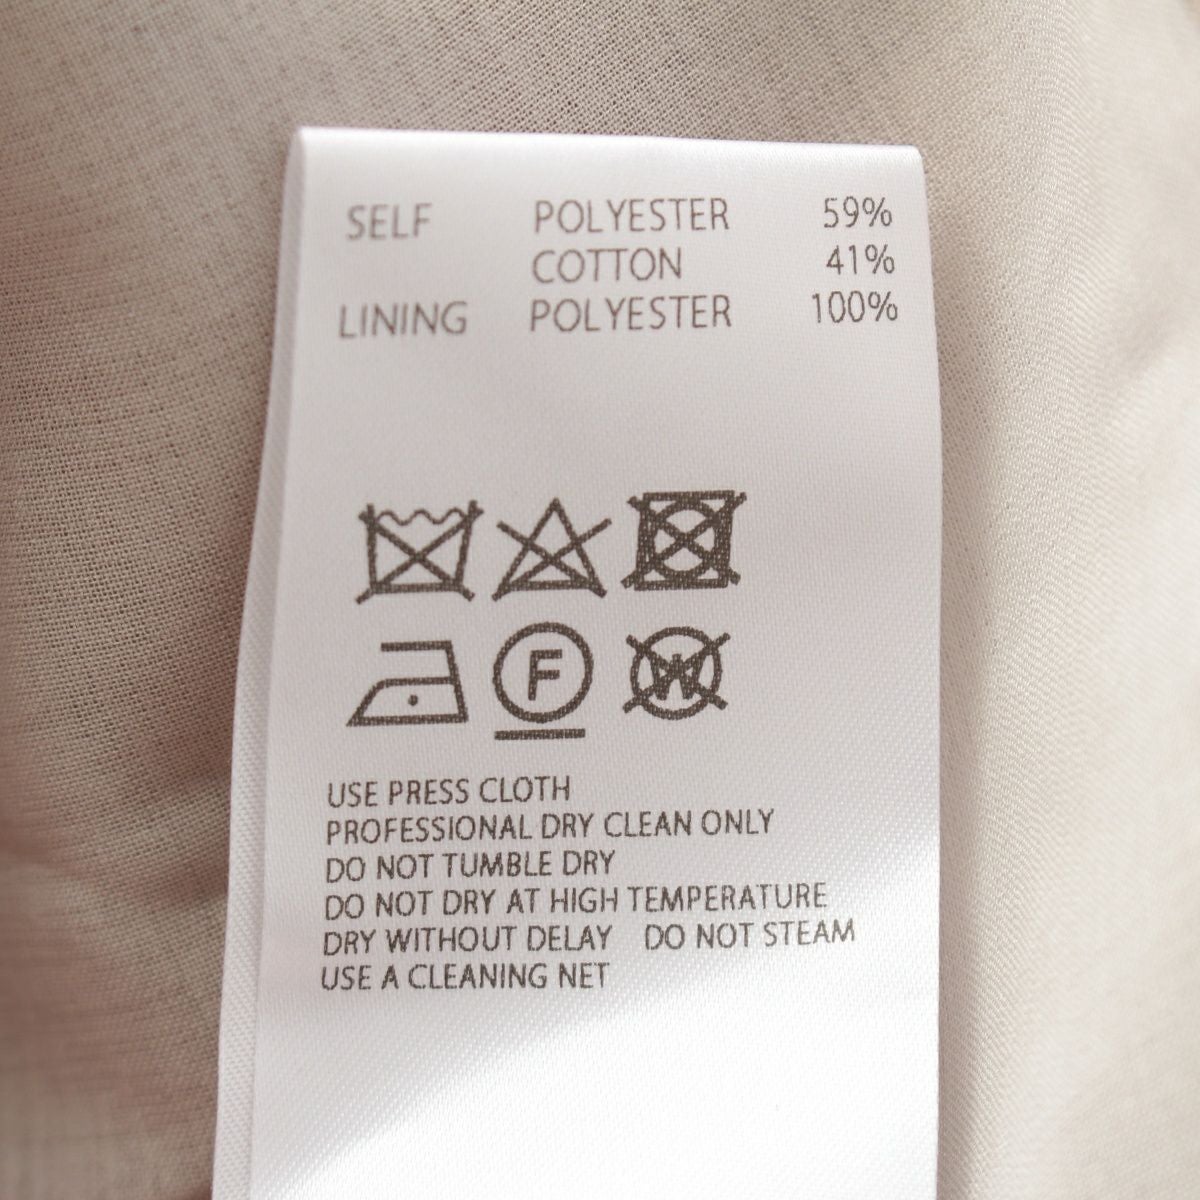 SELF POLYESTER 59%
COTTON 41%
LINING POLYESTER 100%
F W
USE PRESS CLOTH
PROFESSIONAL DRY CLEAN ONLY
DO NOT TUMBLE DRY
DO NOT DRY AT HIGH TEMPERATURE
DRY WITHOUT DELAY DO NOT STEAM
USE A CLEANING NET